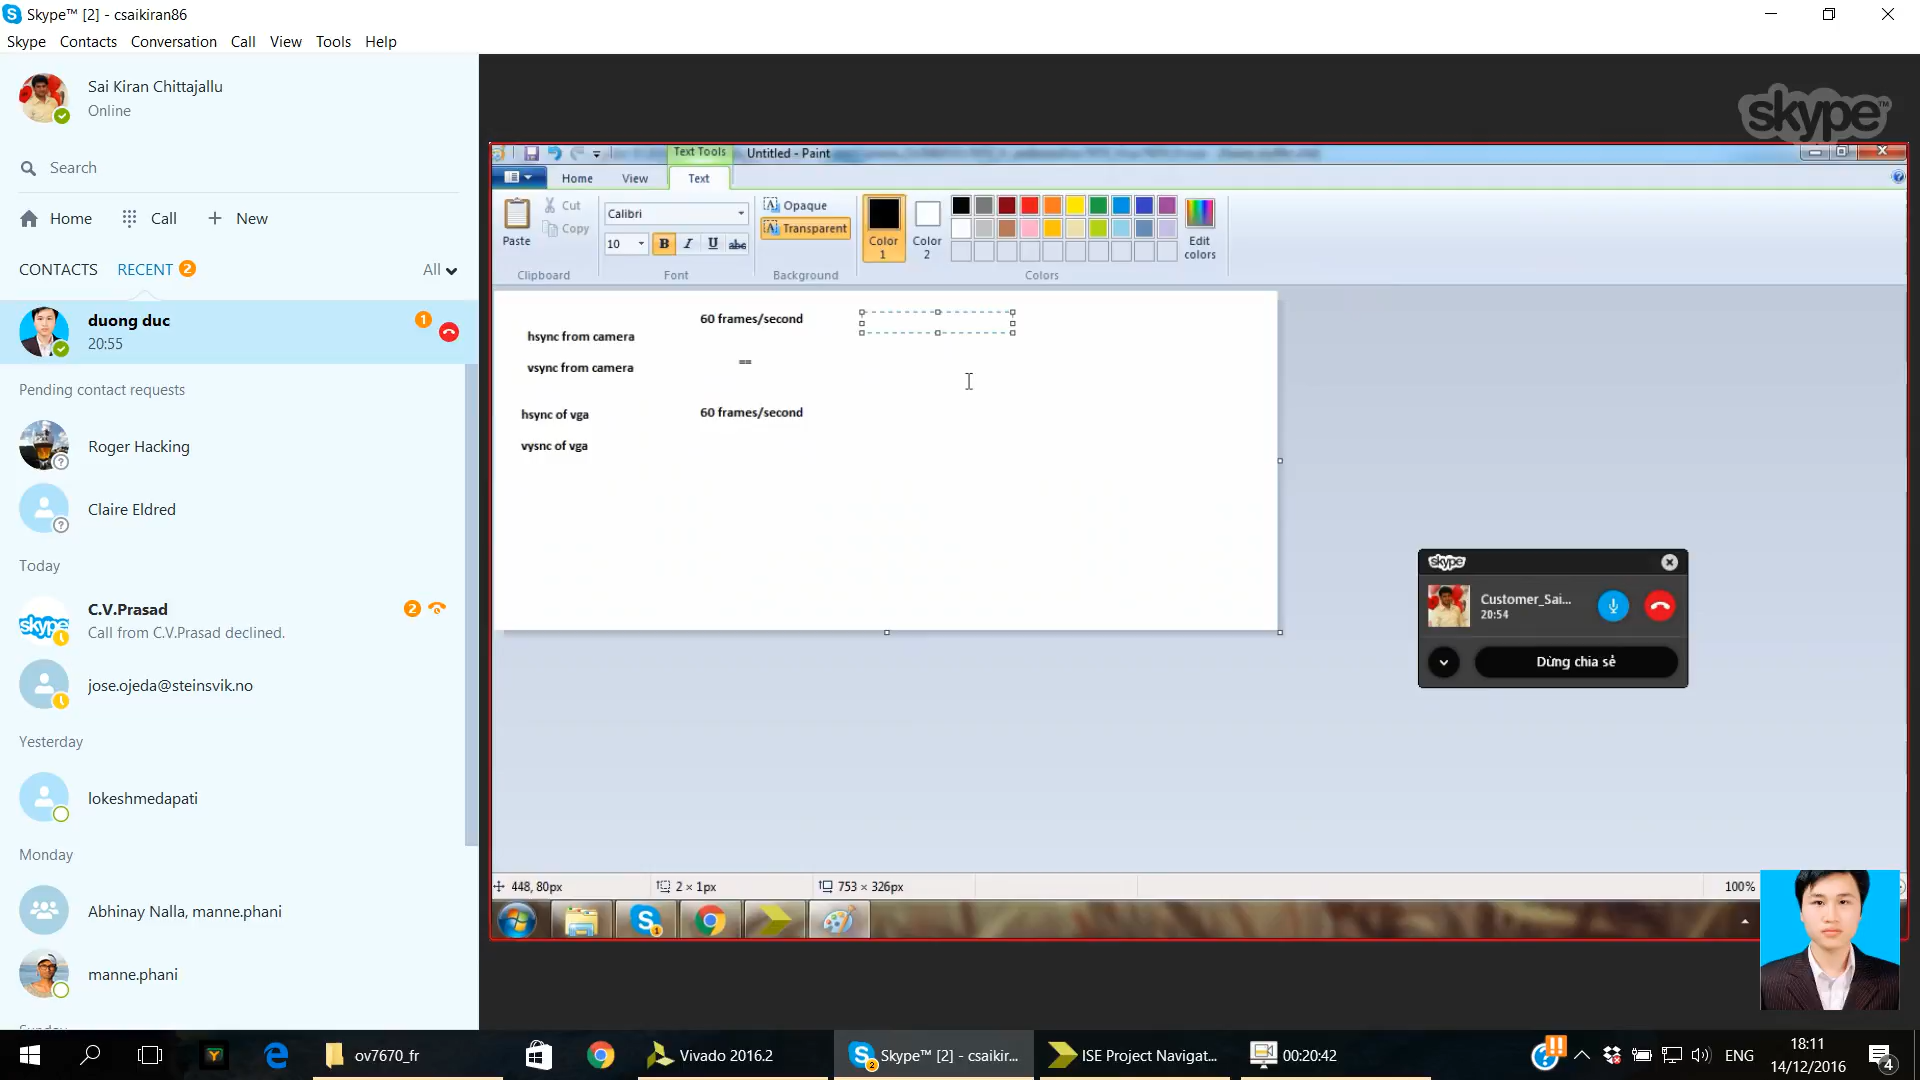 Skype™ [2] - csaikiran86
Skype Contacts Conversation Call View Tools Help
Sai Kiran Chittajallu
Online
Search
Home Call New
CONTACTS RECENT 2 All
duong duc 1
20:55
Pending contact requests
Roger Hacking
Claire Eldred
Today
C.V.Prasad 2
Call from C.V.Prasad declined.
jose.ojeda@steinsvik.no
Yesterday
lokeshmedapati
Monday
Abhinay Nalla, manne.phani
manne.phani
skype™
Text Tools Untitled - Paint
Home View Text
Paste Cut Copy
Clipboard
Calibri
10 B I U abc
Font
Opaque
Transparent
Background
Color 1
Color 2
Edit colors
Colors
60 frames/second
hsync from camera
vsync from camera ==
hsync of vga 60 frames/second
vysnc of vga
skype
Customer_Sai...
20:54
Dừng chia sẻ
448, 80px 2 × 1px 753 × 326px 100%
ov7670_fr Vivado 2016.2 Skype™ [2] - csaikir... ISE Project Navigat... 00:20:42 ENG
18:11
14/12/2016
4